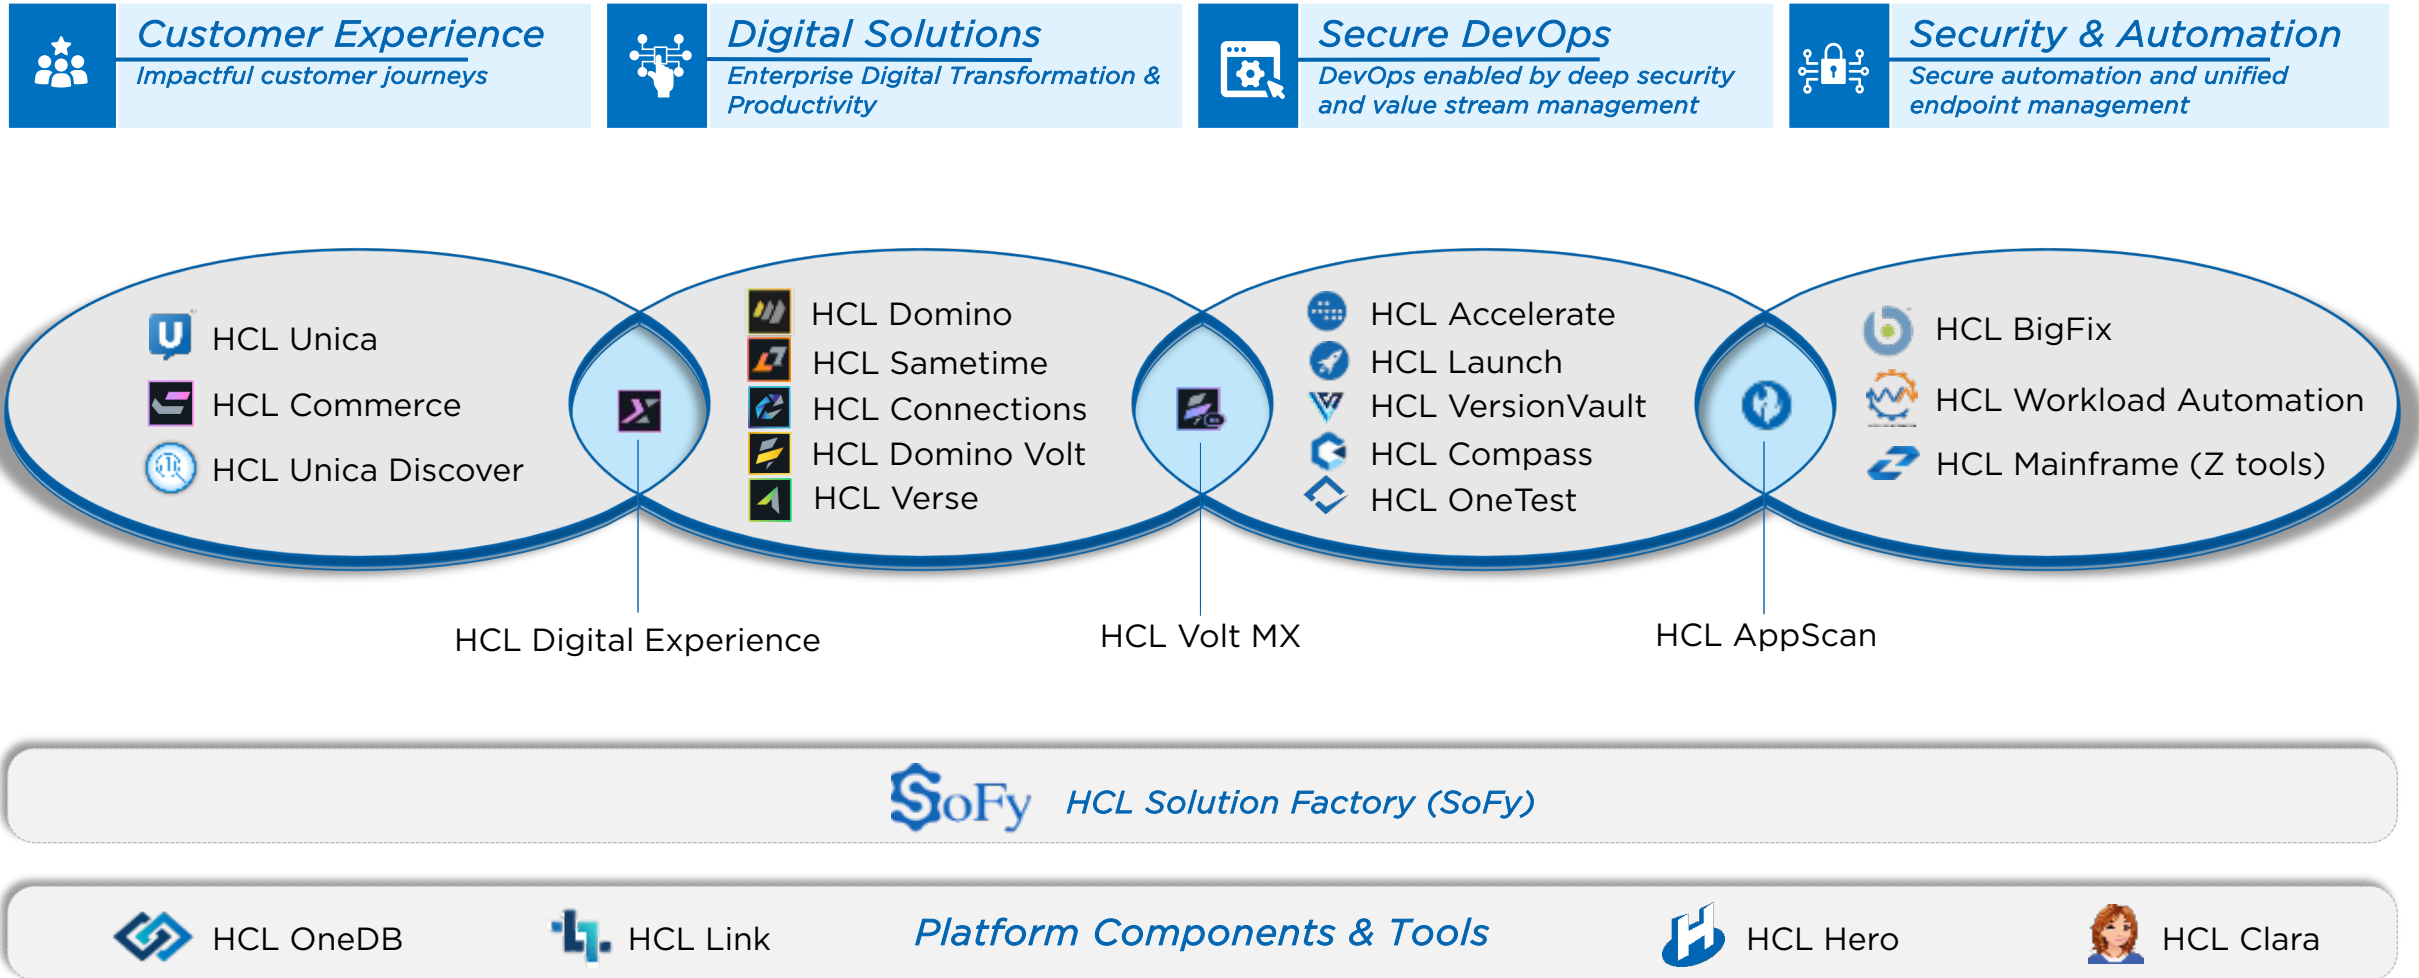 Customer Experience
Impactful customer journeys
Digital Solutions
Enterprise Digital Transformation &
Productivity
Secure DevOps
DevOps enabled by deep security
and value stream management
Security & Automation
Secure automation and unified
endpoint management
HCL Unica
HCL Commerce
HCL Unica Discover
HCL Domino
HCL Sametime
HCL Connections
HCL Domino Volt
HCL Verse
HCL Accelerate
HCL Launch
HCL VersionVault
HCL Compass
HCL OneTest
HCL BigFix
HCL Workload Automation
HCL Mainframe (Z tools)
HCL Digital Experience
HCL Volt MX
HCL AppScan
SoFy
HCL Solution Factory (SoFy)
HCL OneDB
HCL Link
Platform Components & Tools
HCL Hero
HCL Clara